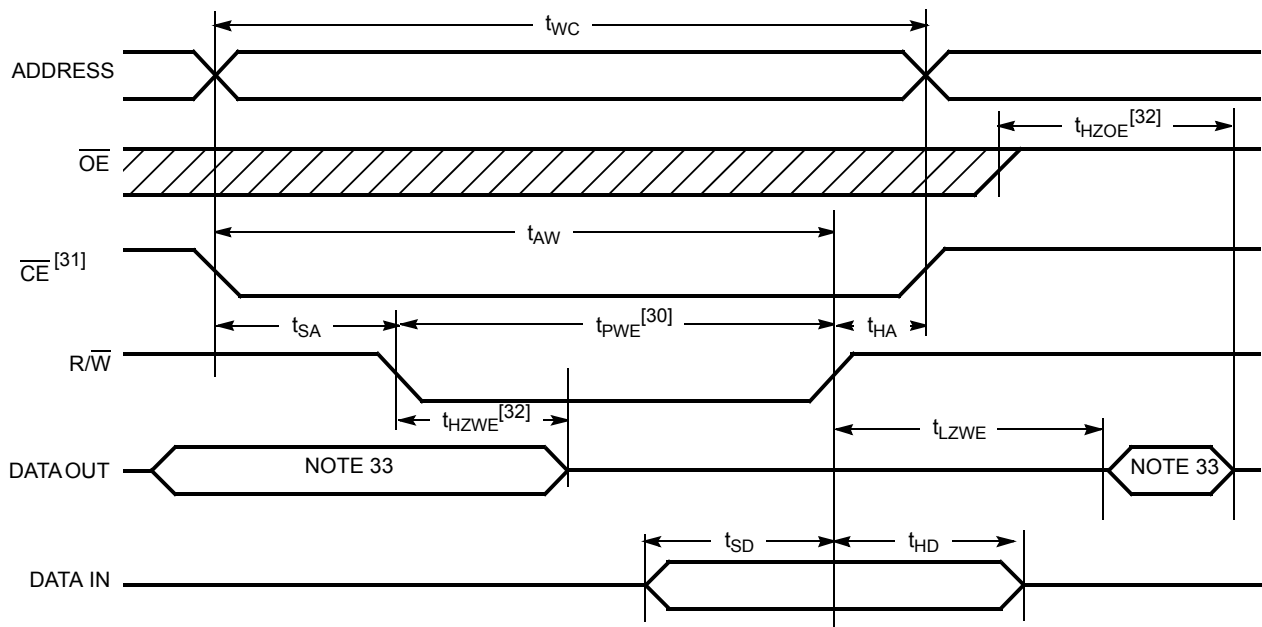 tWC
ADDRESS
tHZOE[32]
OE
tAW
CE[31]
tSA
tPWE[30]
tHA
R/W
tHZWE[32]
tLZWE
DATA OUT
NOTE 33
NOTE 33
tSD
tHD
DATA IN